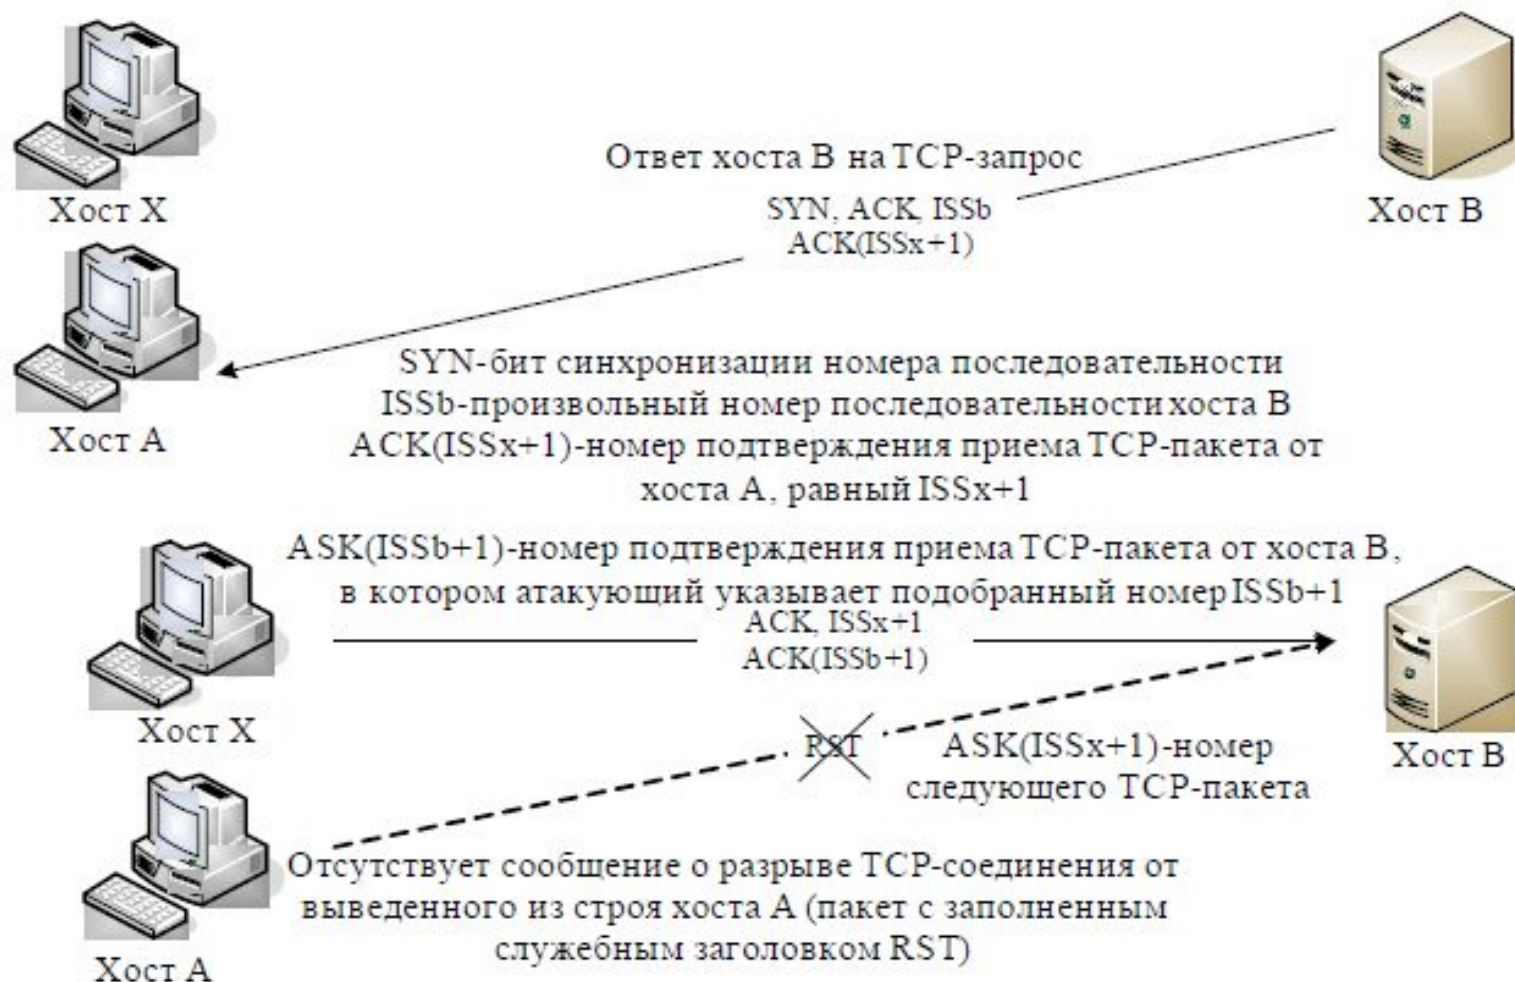 Ответ хоста В на TCP-запрос
SYN, ACK, ISSb
ACK(ISSx+1)
Хост X
Хост B
Хост A
SYN-бит синхронизации номера последовательности
ISSb-произвольный номер последовательности хоста В
ACK(ISSx+1)-номер подтверждения приема TCP-пакета от
хоста A, равный ISSx+1
ASK(ISSb+1)-номер подтверждения приема TCP-пакета от хоста В,
в котором атакующий указывает подобранный номер ISSb+1
ACK, ISSx+1
ACK(ISSb+1)
Хост X
RST
ASK(ISSx+1)-номер
следующего TCP-пакета
Хост B
Отсутствует сообщение о разрыве TCP-соединения от
выведенного из строя хоста A (пакет с заполненным
служебным заголовком RST)
Хост A